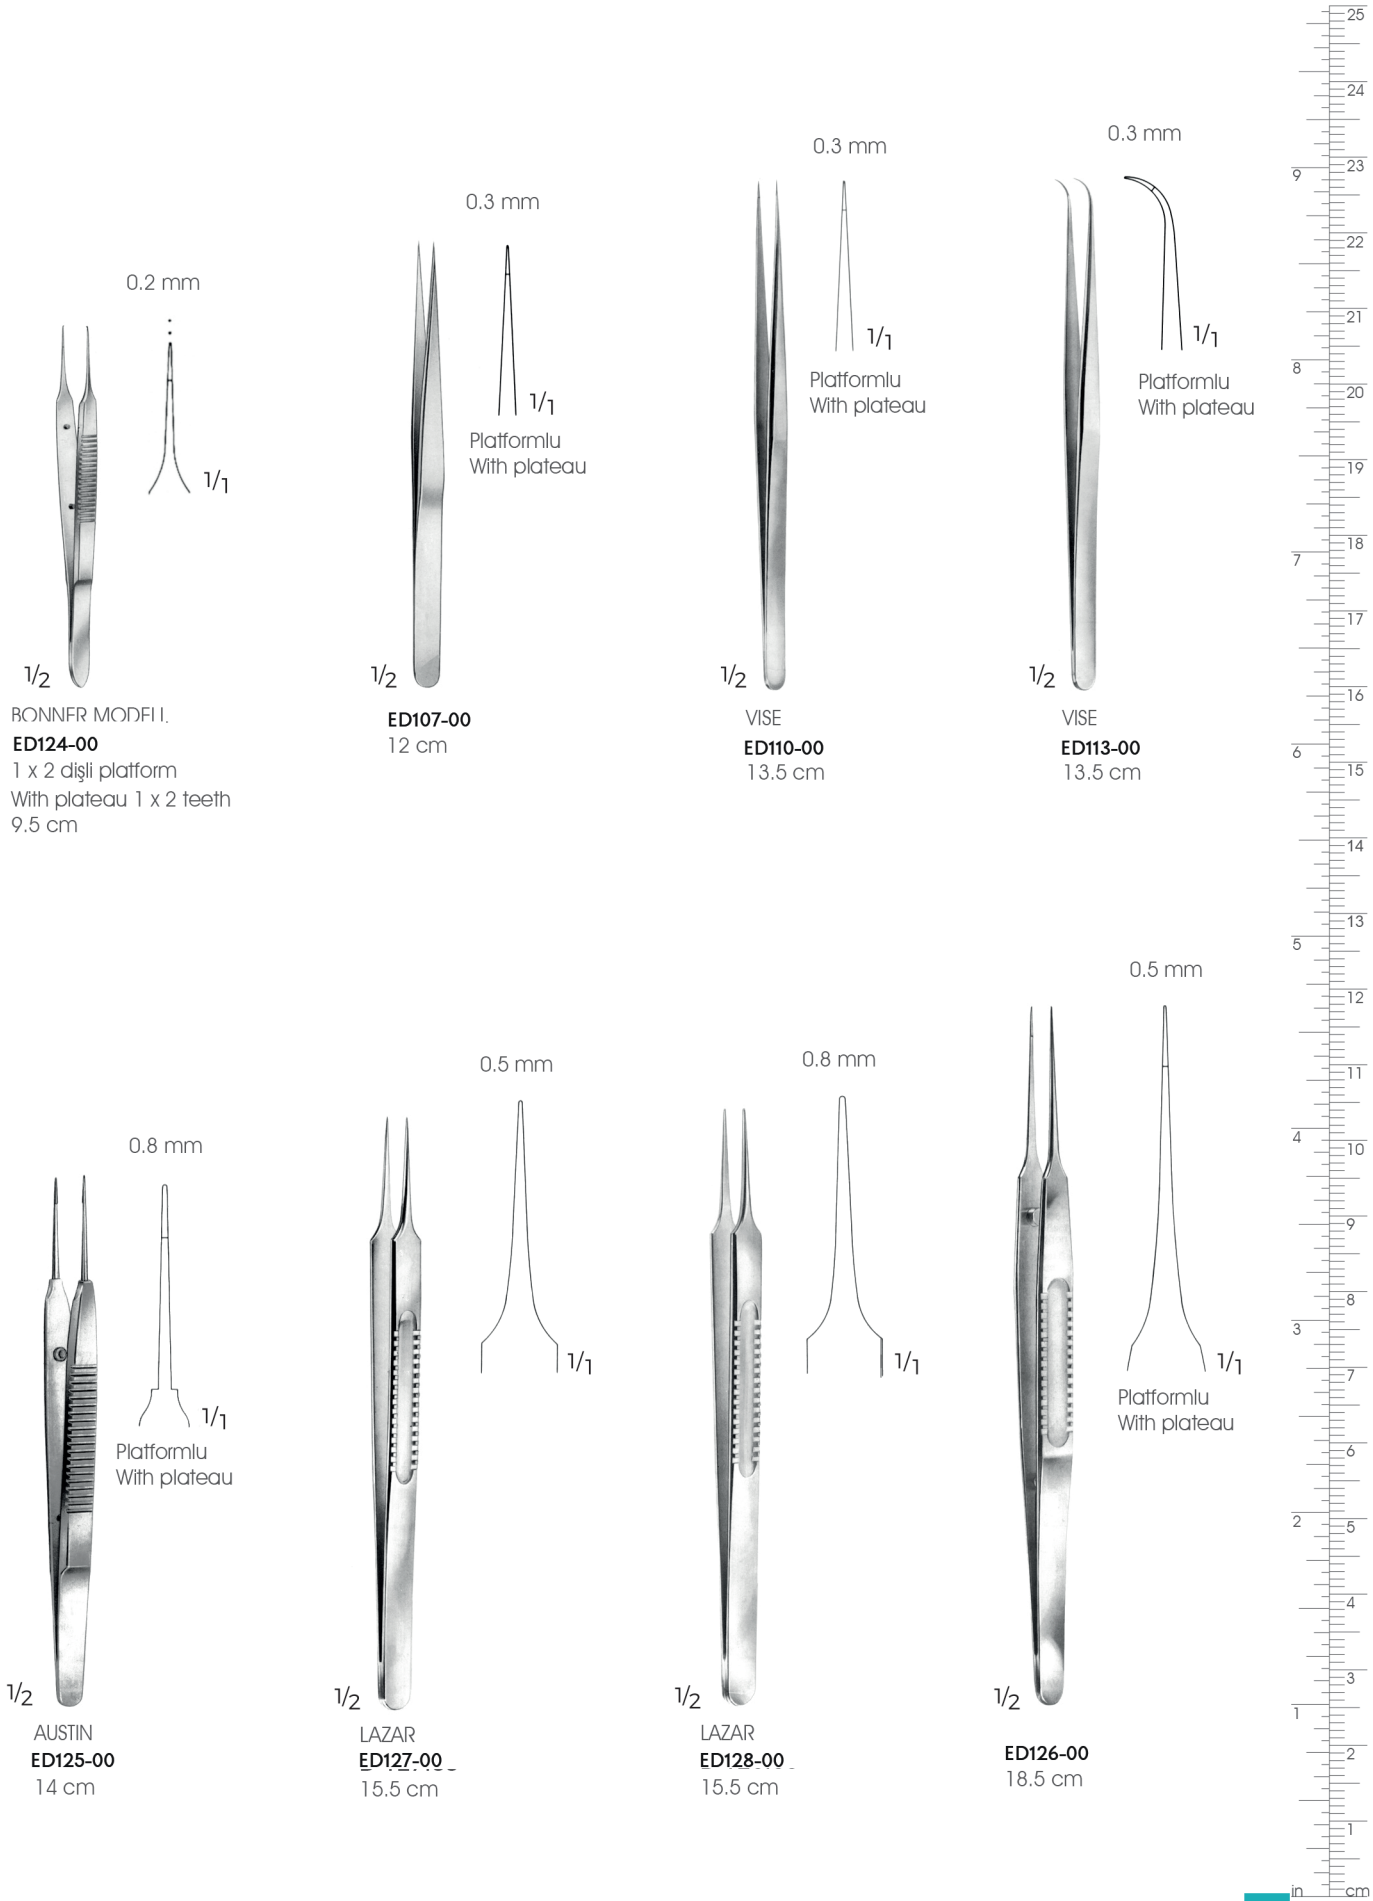 0.2 mm
1/1
1/2
BONNER MODELL
ED124-00
1 x 2 dişli platform
With plateau 1 x 2 teeth
9.5 cm
0.3 mm
1/1
Platformlu
With plateau
1/2
ED107-00
12 cm
0.3 mm
1/1
Platformlu
With plateau
1/2
VISE
ED110-00
13.5 cm
0.3 mm
1/1
Platformlu
With plateau
1/2
VISE
ED113-00
13.5 cm
0.8 mm
1/1
Platformlu
With plateau
1/2
AUSTIN
ED125-00
14 cm
0.5 mm
1/1
1/2
LAZAR
ED127-00
15.5 cm
0.8 mm
1/1
1/2
LAZAR
ED128-00
15.5 cm
0.5 mm
1/1
Platformlu
With plateau
1/2
ED126-00
18.5 cm
25
24
23
9
22
21
8
20
19
18
7
17
16
6
15
14
13
5
12
11
4
10
9
8
3
7
6
2
5
4
3
1
2
1
in cm